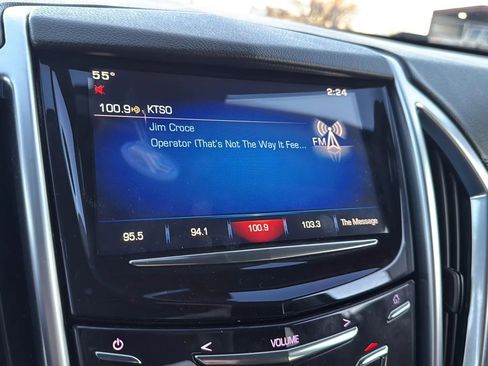 55°
2:24
100.9 KTSO
Jim Croce
Operator (That's Not The Way It Fee...
FM
95.5 94.1 100.9 103.3 The Message
VOLUME